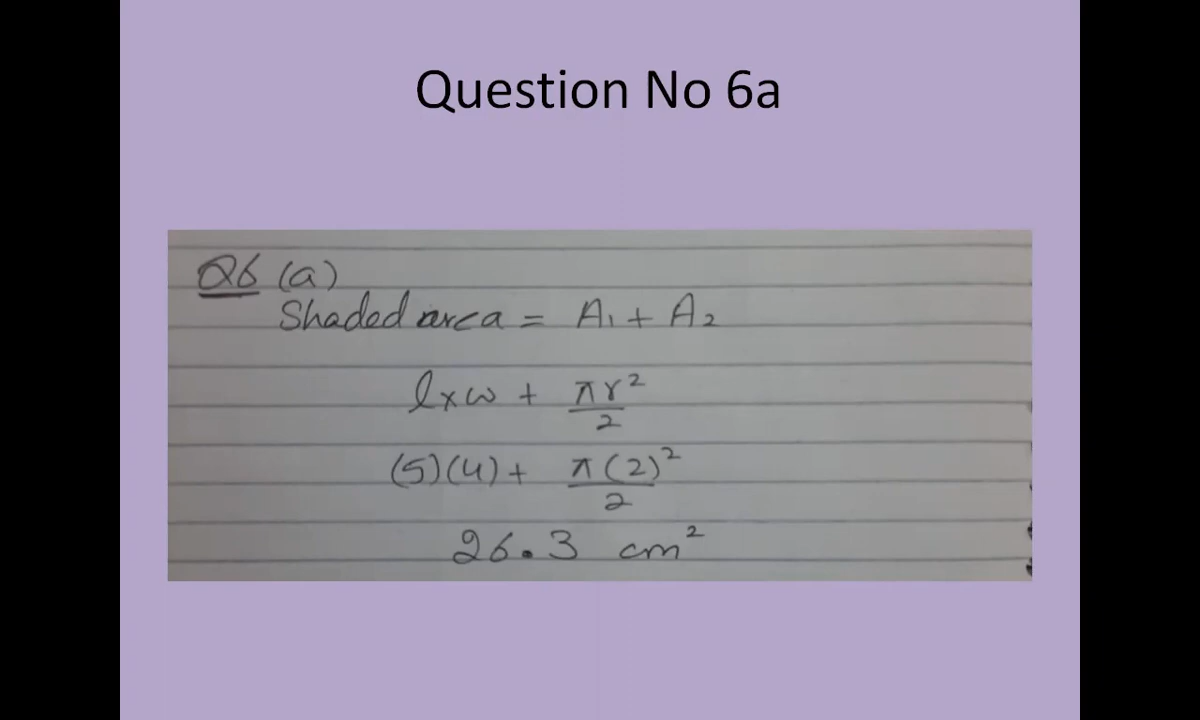 Question No 6a
Q6 (a)
Shaded area = A₁ + A₂
l×w + πr²/2
(5)(4) + π(2)²/2
26.3 cm²